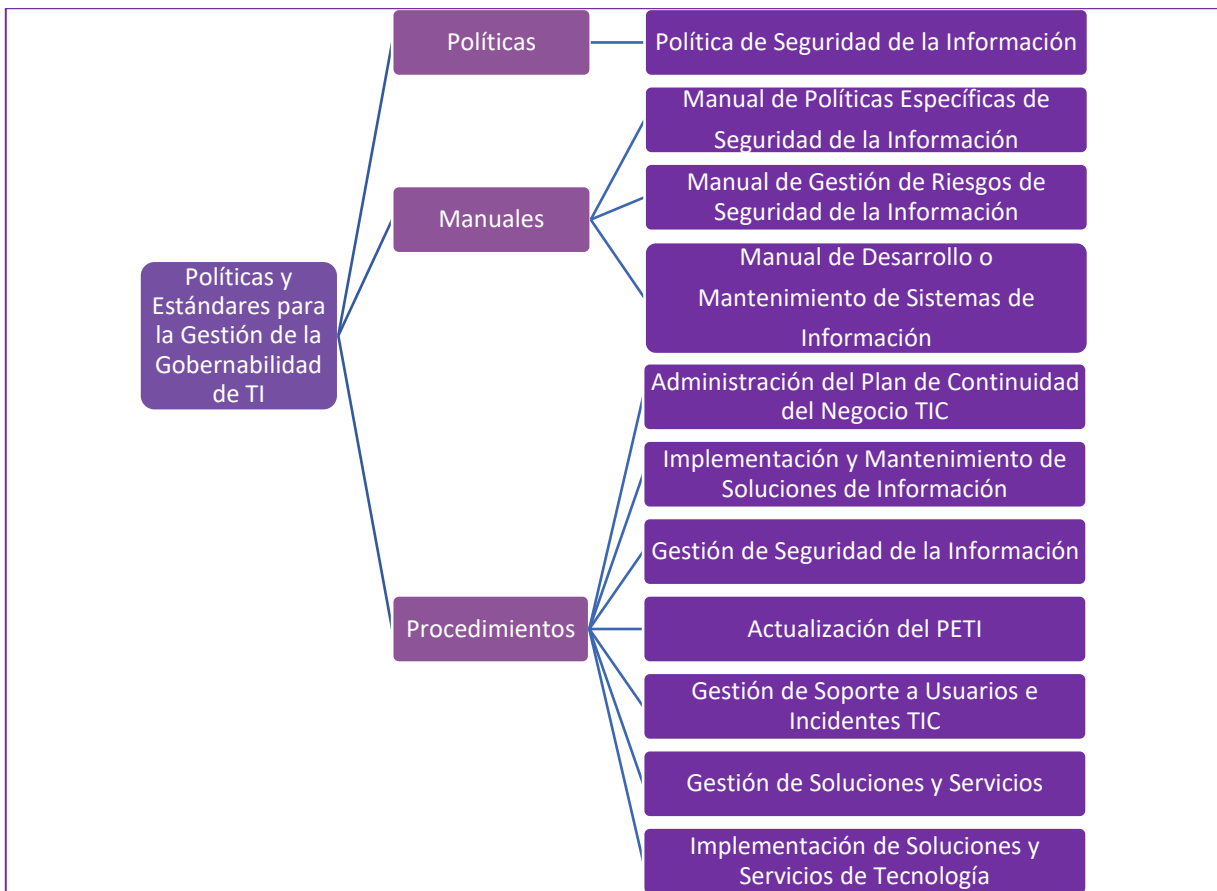 Políticas y
Estándares para
la Gestión de la
Gobernabilidad
de TI
Políticas
Política de Seguridad de la Información
Manuales
Manual de Políticas Específicas de
Seguridad de la Información
Manual de Gestión de Riesgos de
Seguridad de la Información
Manual de Desarrollo o
Mantenimiento de Sistemas de
Información
Procedimientos
Administración del Plan de Continuidad
del Negocio TIC
Implementación y Mantenimiento de
Soluciones de Información
Gestión de Seguridad de la Información
Actualización del PETI
Gestión de Soporte a Usuarios e
Incidentes TIC
Gestión de Soluciones y Servicios
Implementación de Soluciones y
Servicios de Tecnología